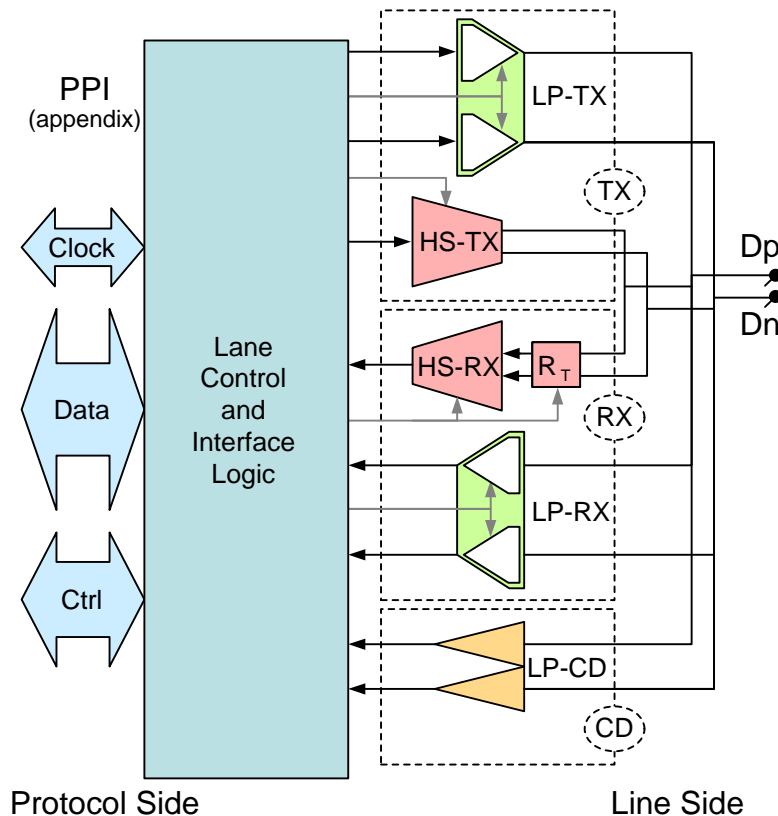 PPI
(appendix)
Clock
Data
Ctrl
Protocol Side
Lane
Control
and
Interface
Logic
LP-TX
TX
HS-TX
HS-RX
R T
RX
LP-RX
LP-CD
CD
Dp
Dn
Line Side